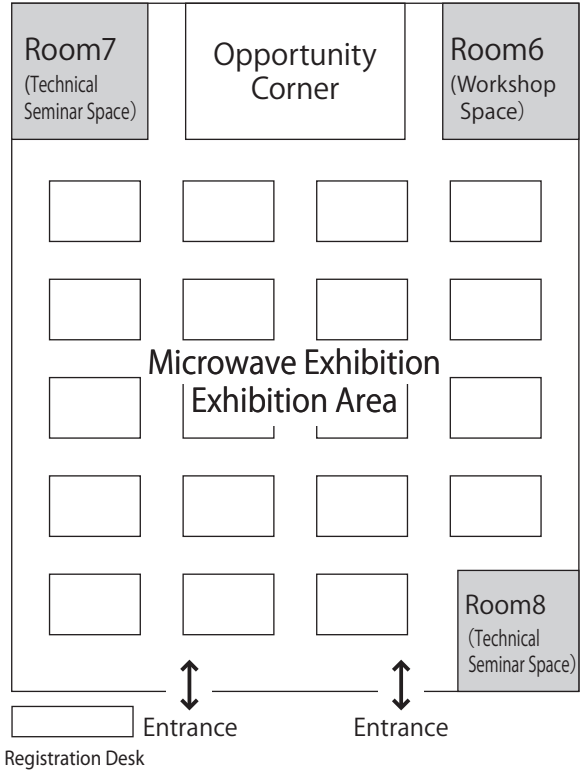 Room7
(Technical
Seminar Space)
Opportunity
Corner
Room6
(Workshop
Space)
Microwave Exhibition
Exhibition Area
Room8
(Technical
Seminar Space)
Entrance
Entrance
Registration Desk